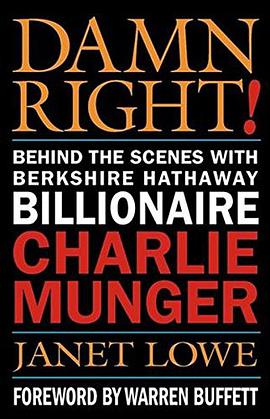 DAMN
RIGHT!
BEHIND THE SCENES WITH
BERKSHIRE HATHAWAY
BILLIONAIRE
CHARLIE
MUNGER
JANET LOWE
FOREWORD BY WARREN BUFFETT